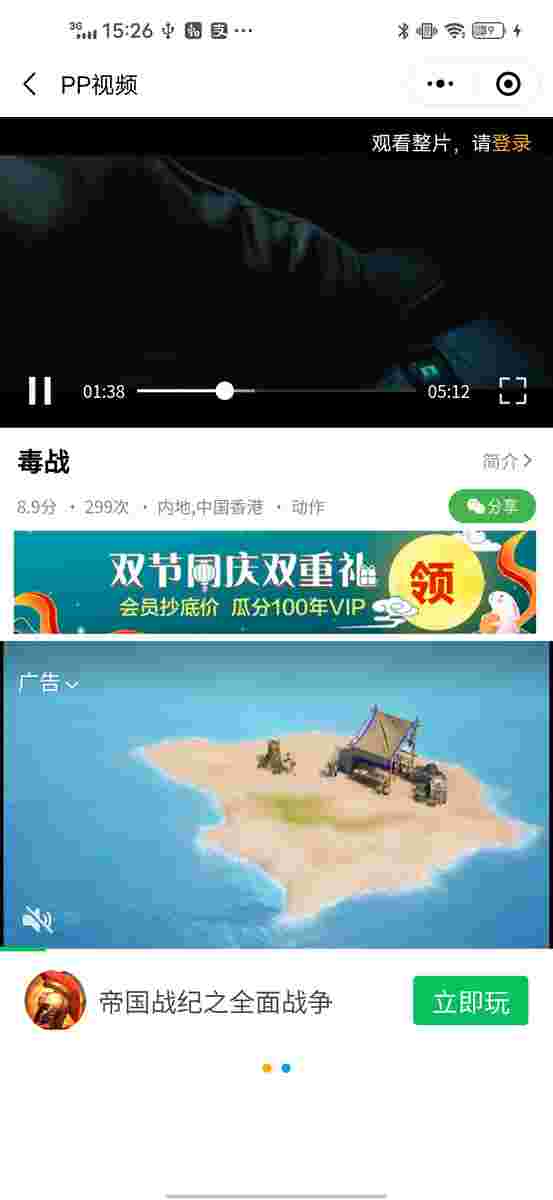 3G 15:26
PP视频
观看整片，请登录
01:38
05:12
毒战
简介
8.9分 · 299次 · 内地,中国香港 · 动作
分享
双节同庆双重礼
会员抄底价 瓜分100年VIP
领
广告
帝国战纪之全面战争
立即玩